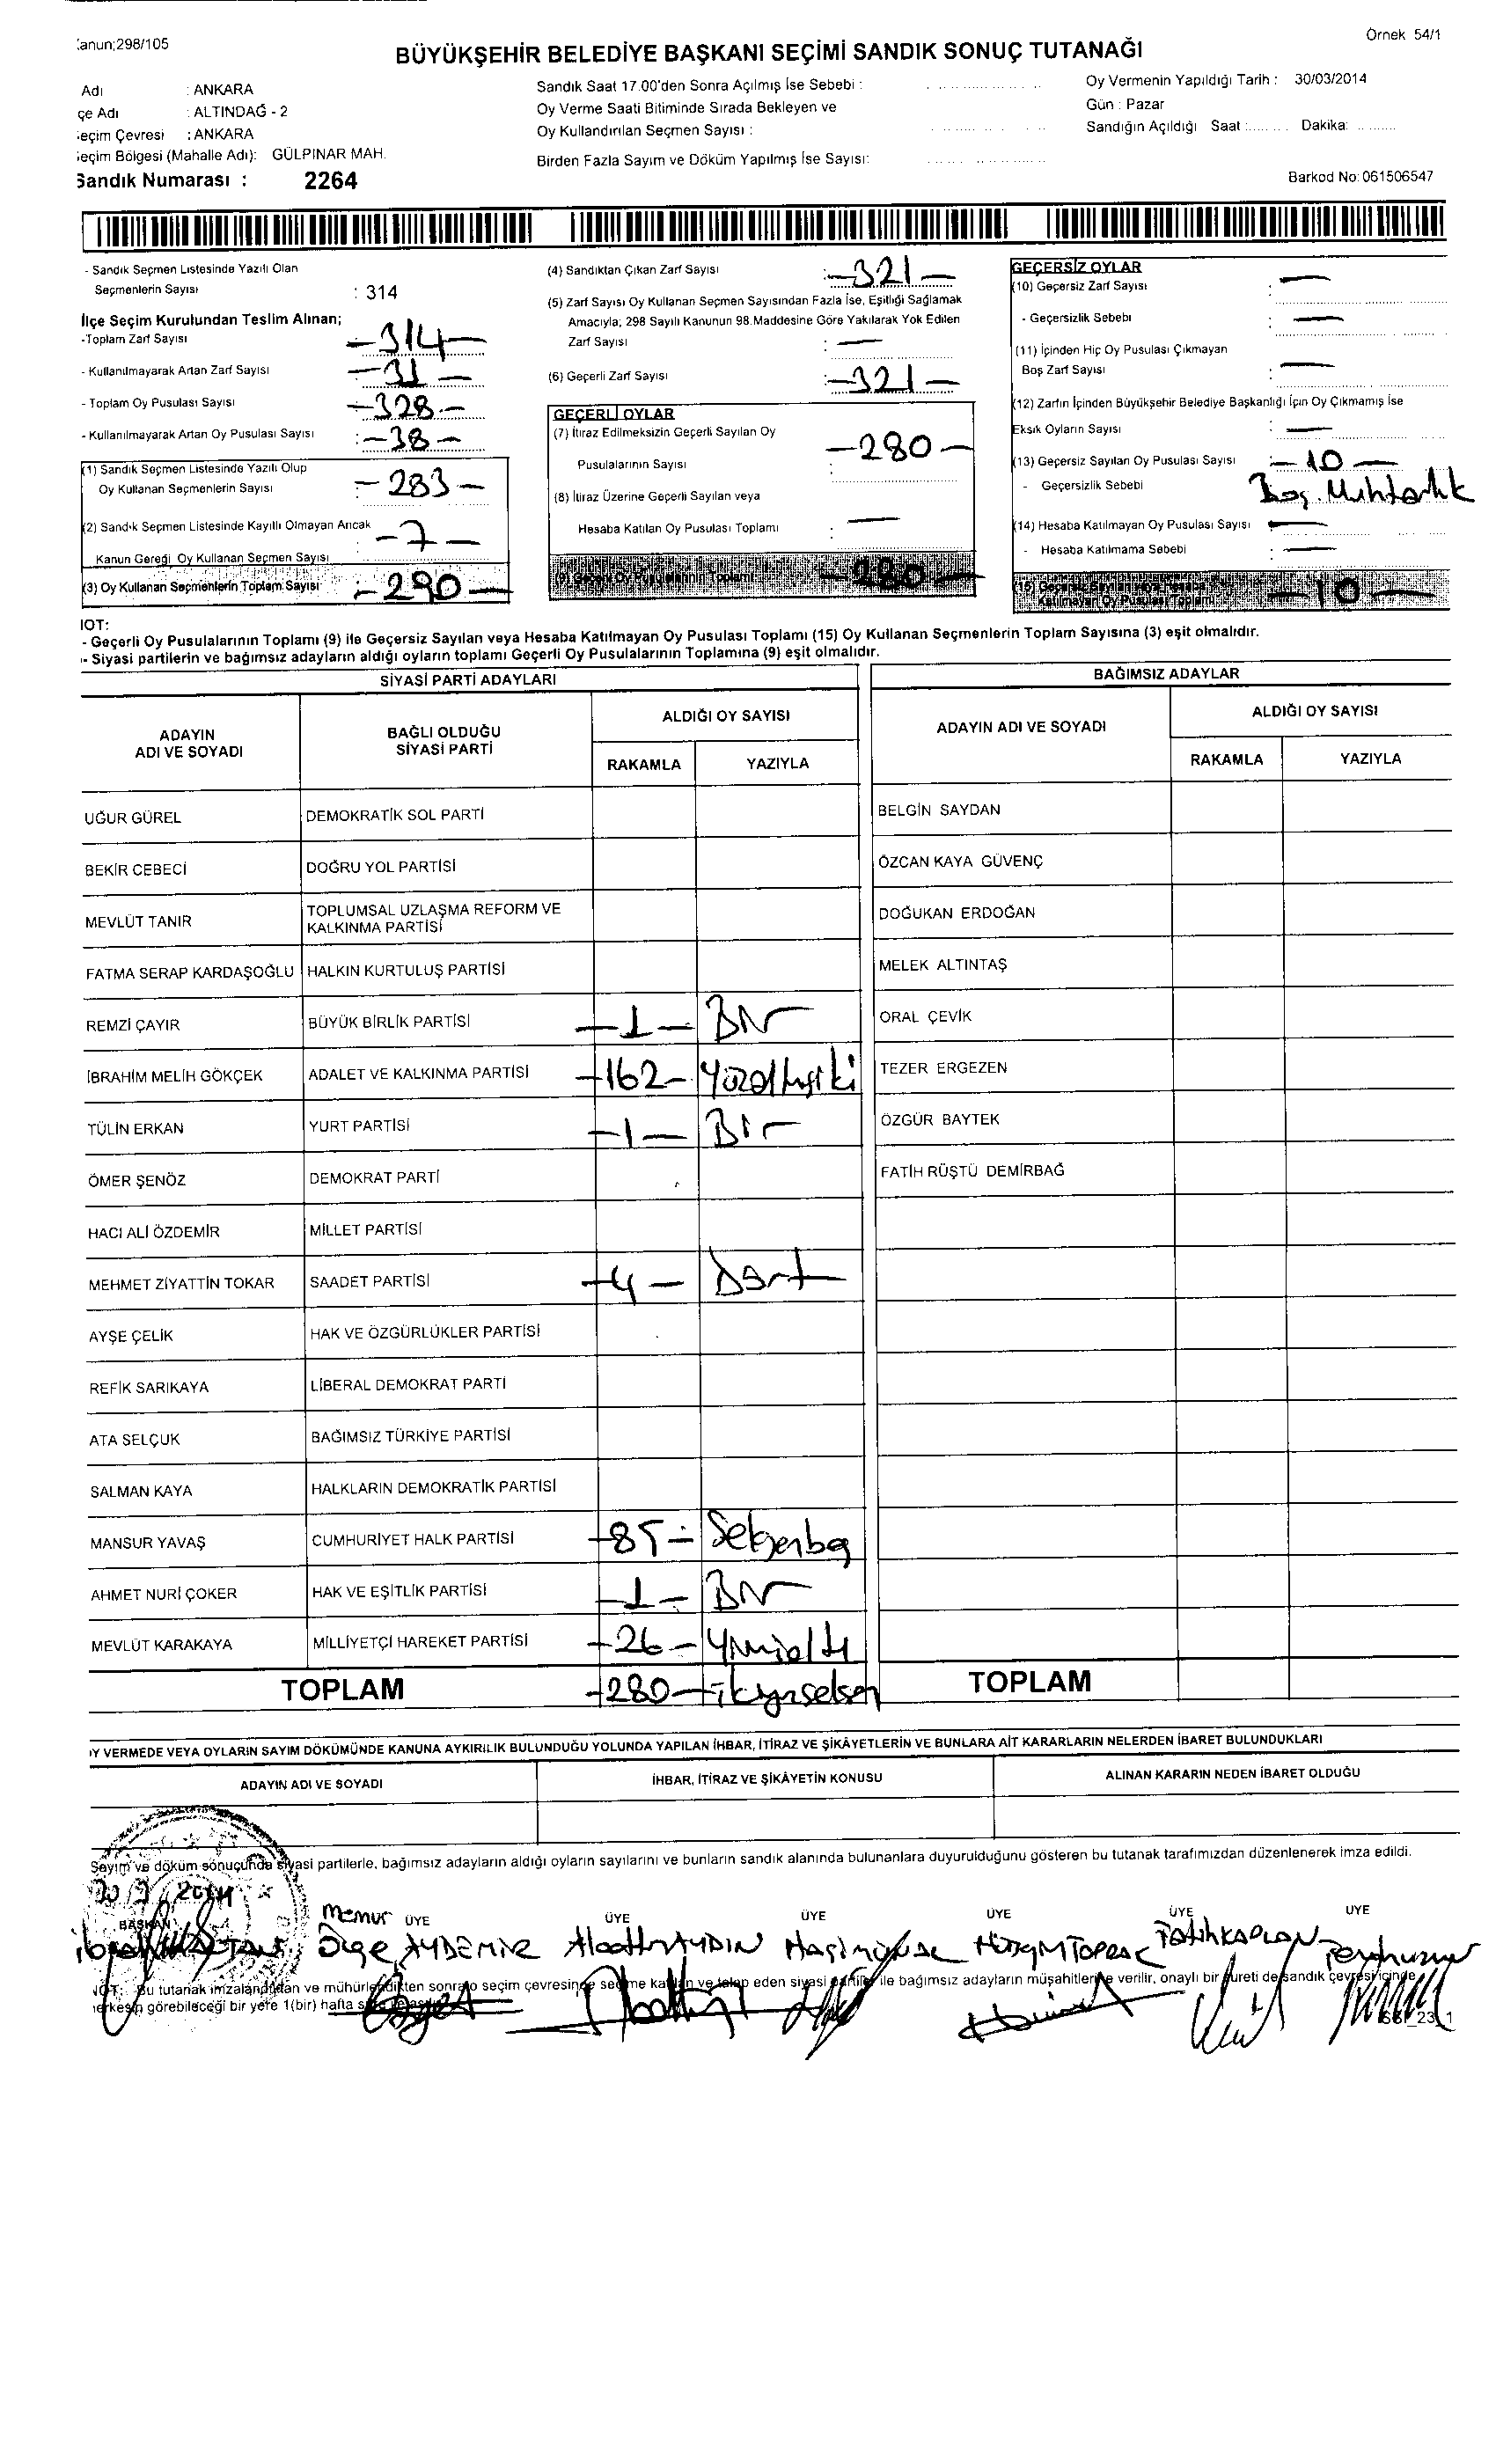 Kanun;298/105
Örnek 54/1
BÜYÜKŞEHİR BELEDİYE BAŞKANI SEÇİMİ SANDIK SONUÇ TUTANAĞI
Adı : ANKARA
çe Adı : ALTINDAĞ - 2
eçim Çevresi : ANKARA
eçim Bölgesi (Mahalle Adı): GÜLPINAR MAH.
Sandık Numarası : 2264
Sandık Saat 17.00'den Sonra Açılmış İse Sebebi :
Oy Verme Saati Bitiminde Sırada Bekleyen ve
Oy Kullandırılan Seçmen Sayısı :
Birden Fazla Sayım ve Döküm Yapılmış İse Sayısı:
Oy Vermenin Yapıldığı Tarih : 30/03/2014
Gün : Pazar
Sandığın Açıldığı Saat :........ Dakika: ........
Barkod No:061506547
- Sandık Seçmen Listesinde Yazılı Olan
Seçmenlerin Sayısı : 314
İlçe Seçim Kurulundan Teslim Alınan;
-Toplam Zarf Sayısı - 314 -
- Kullanılmayarak Artan Zarf Sayısı - 31 -
- Toplam Oy Pusulası Sayısı - 328 -
- Kullanılmayarak Artan Oy Pusulası Sayısı : - 38 -
(1) Sandık Seçmen Listesinde Yazılı Olup
Oy Kullanan Seçmenlerin Sayısı : - 283 -
(2) Sandık Seçmen Listesinde Kayıtlı Olmayan Ancak
Kanun Gereği Oy Kullanan Seçmen Sayısı : - 7 -
(3) Oy Kullanan Seçmenlerin Toplam Sayısı : - 290 -
(4) Sandıktan Çıkan Zarf Sayısı : - 321 -
(5) Zarf Sayısı Oy Kullanan Seçmen Sayısından Fazla İse, Eşitliği Sağlamak
Amacıyla; 298 Sayılı Kanunun 98.Maddesine Göre Yakılarak Yok Edilen
Zarf Sayısı : -
(6) Geçerli Zarf Sayısı : - 321 -
GEÇERLİ OYLAR
(7) İtiraz Edilmeksizin Geçerli Sayılan Oy
Pusulalarının Sayısı : - 280 -
(8) İtiraz Üzerine Geçerli Sayılan veya
Hesaba Katılan Oy Pusulası Toplamı : -
(9) Geçerli Oy Pusulalarının Toplamı - 280 -
GEÇERSİZ OYLAR
(10) Geçersiz Zarf Sayısı : -
- Geçersizlik Sebebi : -
(11) İçinden Hiç Oy Pusulası Çıkmayan
Boş Zarf Sayısı : -
(12) Zarfın İçinden Büyükşehir Belediye Başkanlığı İçin Oy Çıkmamış İse
Eksik Oyların Sayısı : -
(13) Geçersiz Sayılan Oy Pusulası Sayısı : - 10 -
- Geçersizlik Sebebi Boş. Muhtarlık
(14) Hesaba Katılmayan Oy Pusulası Sayısı : -
- Hesaba Katılmama Sebebi : -
(15) Geçersiz Sayılan veya Hesaba
Katılmayan Oy Pusulası Toplamı - 10 -
NOT:
- Geçerli Oy Pusulalarının Toplamı (9) ile Geçersiz Sayılan veya Hesaba Katılmayan Oy Pusulası Toplamı (15) Oy Kullanan Seçmenlerin Toplam Sayısına (3) eşit olmalıdır.
- Siyasi partilerin ve bağımsız adayların aldığı oyların toplamı Geçerli Oy Pusulalarının Toplamına (9) eşit olmalıdır.
SİYASİ PARTİ ADAYLARI
ADAYIN ADI VE SOYADI BAĞLI OLDUĞU SİYASİ PARTİ ALDIĞI OY SAYISI RAKAMLA YAZIYLA
UĞUR GÜREL DEMOKRATİK SOL PARTİ
BEKİR CEBECİ DOĞRU YOL PARTİSİ
MEVLÜT TANIR TOPLUMSAL UZLAŞMA REFORM VE KALKINMA PARTİSİ
FATMA SERAP KARDAŞOĞLU HALKIN KURTULUŞ PARTİSİ
REMZİ ÇAYIR BÜYÜK BİRLİK PARTİSİ - 1 - Bir
İBRAHİM MELİH GÖKÇEK ADALET VE KALKINMA PARTİSİ - 162 - Yüzaltmışiki
TÜLİN ERKAN YURT PARTİSİ - 1 - Bir
ÖMER ŞENÖZ DEMOKRAT PARTİ
HACI ALİ ÖZDEMİR MİLLET PARTİSİ
MEHMET ZİYATTİN TOKAR SAADET PARTİSİ - 4 - Dört
AYŞE ÇELİK HAK VE ÖZGÜRLÜKLER PARTİSİ
REFİK SARIKAYA LİBERAL DEMOKRAT PARTİ
ATA SELÇUK BAĞIMSIZ TÜRKİYE PARTİSİ
SALMAN KAYA HALKLARIN DEMOKRATİK PARTİSİ
MANSUR YAVAŞ CUMHURİYET HALK PARTİSİ - 85 - Seksenbeş
AHMET NURİ ÇOKER HAK VE EŞİTLİK PARTİSİ - 1 - Bir
MEVLÜT KARAKAYA MİLLİYETÇİ HAREKET PARTİSİ - 26 - Yirmialtı
TOPLAM - 280 - İkiyüzseksen
BAĞIMSIZ ADAYLAR
ADAYIN ADI VE SOYADI ALDIĞI OY SAYISI RAKAMLA YAZIYLA
BELGİN SAYDAN
ÖZCAN KAYA GÜVENÇ
DOĞUKAN ERDOĞAN
MELEK ALTINTAŞ
ORAL ÇEVİK
TEZER ERGEZEN
ÖZGÜR BAYTEK
FATİH RÜŞTÜ DEMİRBAĞ
TOPLAM
OY VERMEDE VEYA OYLARIN SAYIM DÖKÜMÜNDE KANUNA AYKIRILIK BULUNDUĞU YOLUNDA YAPILAN İHBAR, İTİRAZ VE ŞİKÂYETLERİN VE BUNLARA AİT KARARLARIN NELERDEN İBARET BULUNDUKLARI
ADAYIN ADI VE SOYADI İHBAR, İTİRAZ VE ŞİKÂYETİN KONUSU ALINAN KARARIN NEDEN İBARET OLDUĞU
Sayım ve döküm sonucunda siyasi partilerle, bağımsız adayların aldığı oyların sayılarını ve bunların sandık alanında bulunanlara duyurulduğunu gösteren bu tutanak tarafımızdan düzenlenerek imza edildi.
30/3/2014
BAŞKAN Memur ÜYE ÜYE ÜYE ÜYE ÜYE ÜYE
AYDEMİR Alaattin AYDIN TOPRAK Fatih KAPLAN
NOT: Bu tutanak imzalandıktan ve mühürlendikten sonra o seçim çevresinde seçime katılan ve talep eden siyasi partiler ile bağımsız adayların müşahitlerine verilir, onaylı bir sureti de sandık çevresi içinde
herkesin görebileceği bir yere 1(bir) hafta
23_1